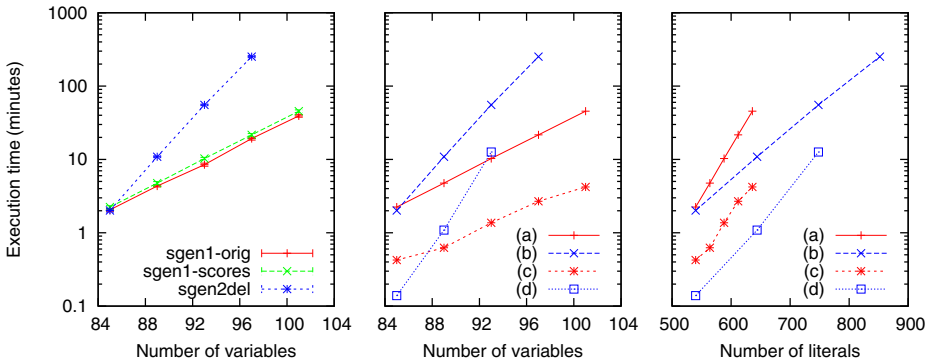 Execution time (minutes)
1000
100
10
1
0.1
84 88 92 96 100 104
Number of variables
sgen1-orig
sgen1-scores
sgen2del
84 88 92 96 100 104
Number of variables
(a)
(b)
(c)
(d)
500 600 700 800 900
Number of literals
(a)
(b)
(c)
(d)